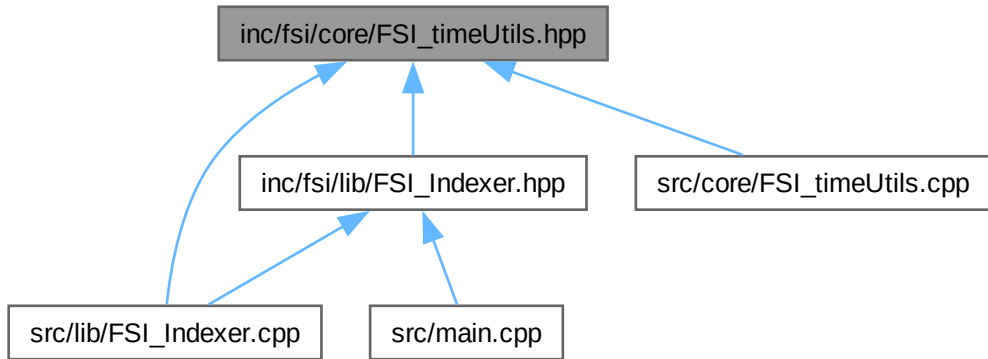 inc/fsi/core/FSI_timeUtils.hpp
inc/fsi/lib/FSI_Indexer.hpp
src/core/FSI_timeUtils.cpp
src/lib/FSI_Indexer.cpp
src/main.cpp